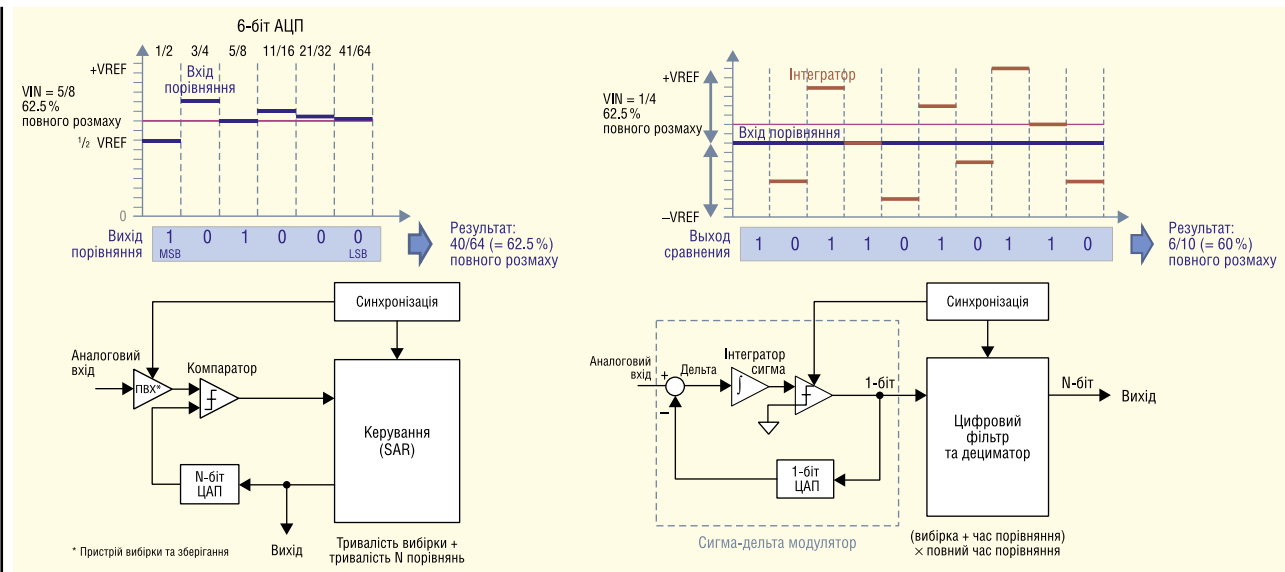 6-біт АЦП
1/2 3/4 5/8 11/16 21/32 41/64
+VREF
Вхід
порівняння
VIN = 5/8
62.5%
повного розмаху
1/2 VREF
0
Вихід
порівняння
1 0 1 0 0 0
MSB LSB
Результат:
40/64 (= 62.5%)
повного розмаху
Синхронізація
Аналоговий
вхід
ПВХ*
Компаратор
Керування
(SAR)
N-біт
ЦАП
* Пристрій вибірки та зберігання
Вихід
Тривалість вибірки +
тривалість N порівнянь
+VREF
Інтегратор
VIN = 1/4
62.5%
повного розмаху
Вхід порівняння
–VREF
Выход
сравнения
1 0 1 1 0 1 0 1 1 0
Результат:
6/10 (= 60%)
повного розмаху
Синхронізація
Аналоговий
вхід
+
Дельта
–
Інтегратор
сигма
∫
1-біт
N-біт
Вихід
Цифровий
фільтр
та дециматор
1-біт
ЦАП
Сигма-дельта модулятор
(вибірка + час порівняння)
× повний час порівняння